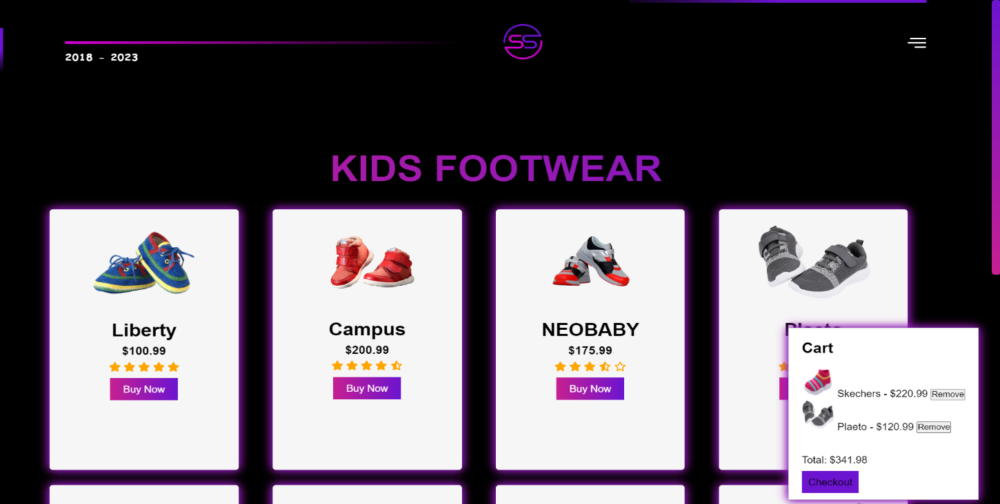 SS
2018 - 2023
KIDS FOOTWEAR
Liberty
$100.99
Buy Now
Campus
$200.99
Buy Now
NEOBABY
$175.99
Buy Now
Plaeto
Cart
Skechers - $220.99 Remove
Plaeto - $120.99 Remove
Total: $341.98
Checkout